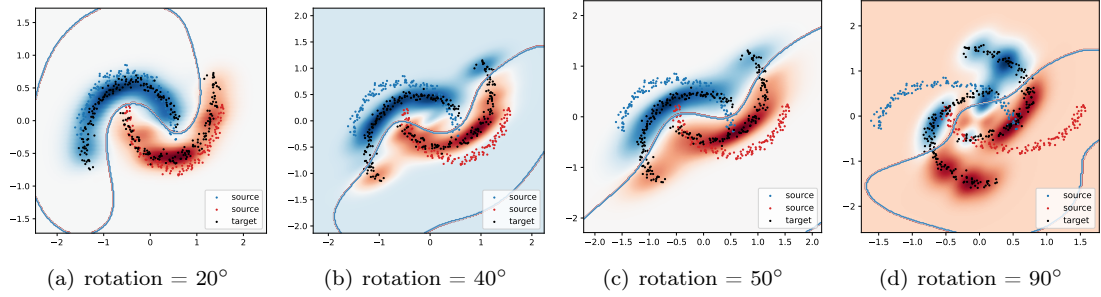 1.5
1.0
0.5
0.0
−0.5
−1.0
−1.5
−2 −1 0 1 2
source
source
target
(a) rotation = 20°
2.0
1.5
1.0
0.5
0.0
−0.5
−1.0
−1.5
−2.0
−2 −1 0 1 2
source
source
target
(b) rotation = 40°
2
1
0
−1
−2
−2.0 −1.5 −1.0 −0.5 0.0 0.5 1.0 1.5 2.0
source
source
target
(c) rotation = 50°
2
1
0
−1
−2
−1.5 −1.0 −0.5 0.0 0.5 1.0 1.5
source
source
target
(d) rotation = 90°